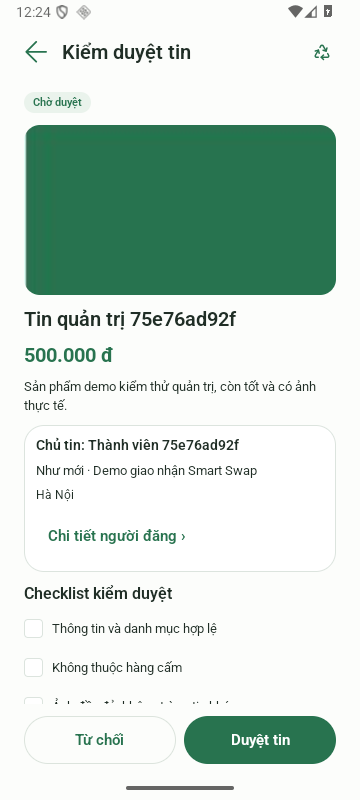 12:24
Kiểm duyệt tin
Chờ duyệt
Tin quản trị 75e76ad92f
500.000 đ
Sản phẩm demo kiểm thử quản trị, còn tốt và có ảnh
thực tế.
Chủ tin: Thành viên 75e76ad92f
Như mới · Demo giao nhận Smart Swap
Hà Nội
Chi tiết người đăng ›
Checklist kiểm duyệt
Thông tin và danh mục hợp lệ
Không thuộc hàng cấm
Từ chối
Duyệt tin